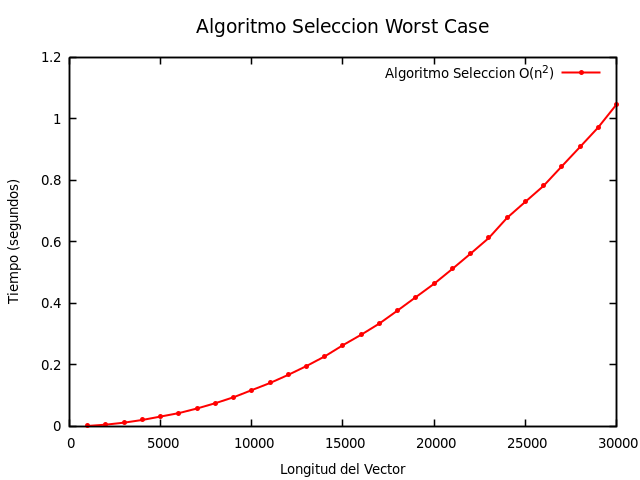 Algoritmo Seleccion Worst Case
Algoritmo Seleccion O(n²)
Tiempo (segundos)
1.2
1
0.8
0.6
0.4
0.2
0
0 5000 10000 15000 20000 25000 30000
Longitud del Vector